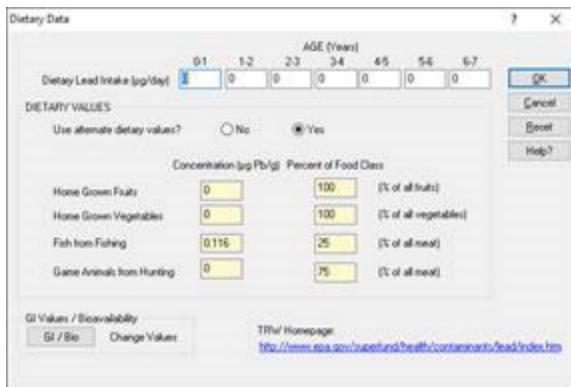 Dietary Data ? ×
AGE (Years)
0-1 1-2 2-3 3-4 4-5 5-6 6-7
Dietary Lead Intake (µg/day) 0 0 0 0 0 0
OK
DIETARY VALUES
Cancel
Use alternate dietary values? No Yes
Reset
Help?
Concentration (µg Pb/g) Percent of Food Class
Home Grown Fruits 0 100 (% of all fruits)
Home Grown Vegetables 0 100 (% of all vegetables)
Fish from Fishing 0.116 25 (% of all meat)
Game Animals from Hunting 0 75 (% of all meat)
GI Values / Bioavailability
GI / Bio Change Values
TRW Homepage:
http://www.epa.gov/superfund/health/contaminants/lead/index.htm